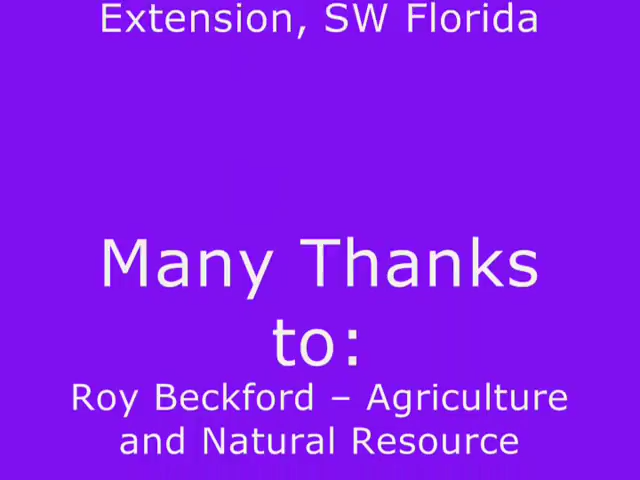 Extension, SW Florida
Many Thanks
to:
Roy Beckford – Agriculture
and Natural Resource